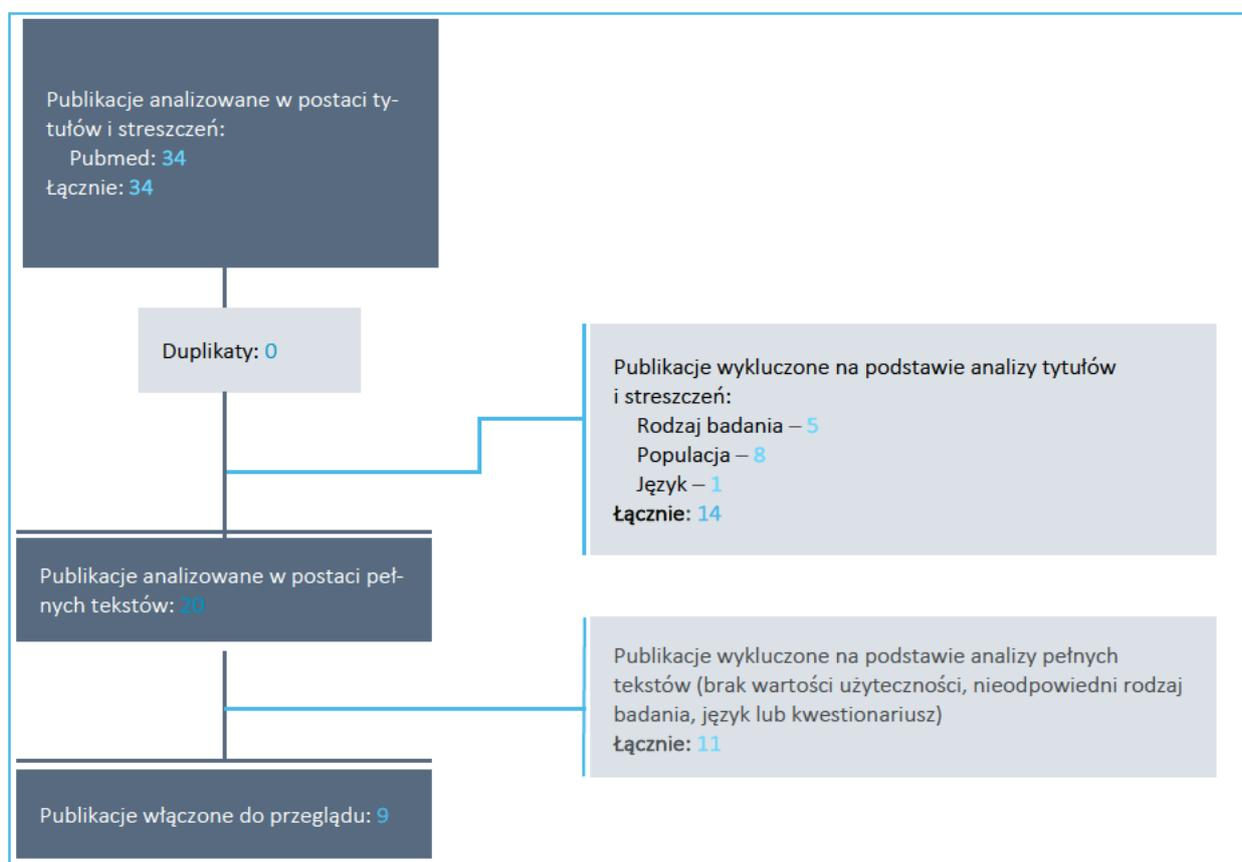 Publikacje analizowane w postaci ty-
tułów i streszczeń:
Pubmed: 34
Łącznie: 34
Duplikaty: 0
Publikacje wykluczone na podstawie analizy tytułów
i streszczeń:
Rodzaj badania – 5
Populacja – 8
Język – 1
Łącznie: 14
Publikacje analizowane w postaci peł-
nych tekstów: 20
Publikacje wykluczone na podstawie analizy pełnych
tekstów (brak wartości użyteczności, nieodpowiedni rodzaj
badania, język lub kwestionariusz)
Łącznie: 11
Publikacje włączone do przeglądu: 9